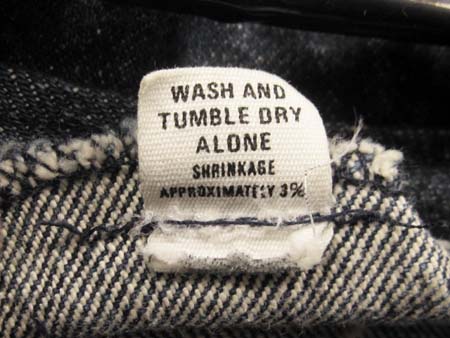 WASH AND
TUMBLE DRY
ALONE
SHRINKAGE
APPROXIMATELY 3%